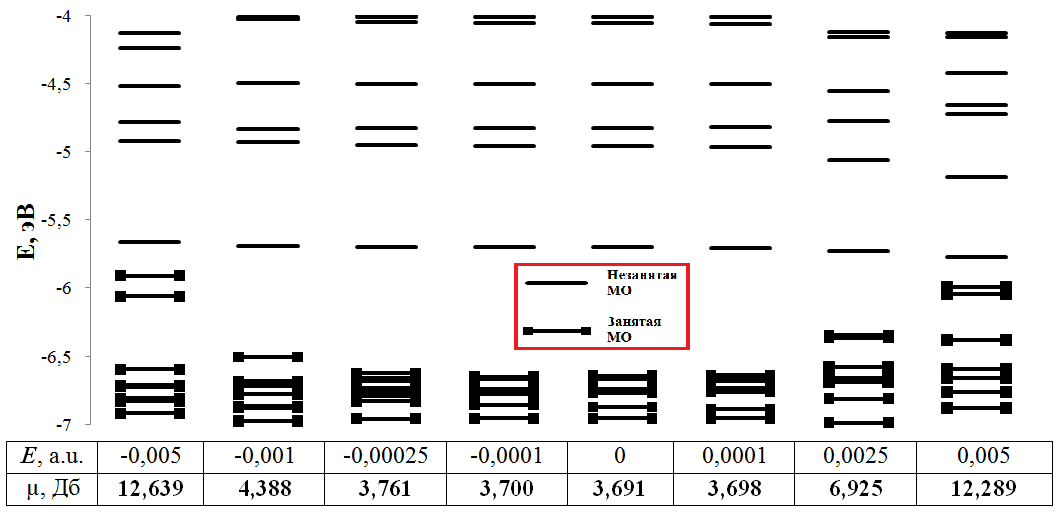 -4
-4,5
-5
-5,5
-6
-6,5
-7
E, эВ
Незанятая
МО
Занятая
МО
E, a.u. -0,005 -0,001 -0,00025 -0,0001 0 0,0001 0,0025 0,005
μ, Дб 12,639 4,388 3,761 3,700 3,691 3,698 6,925 12,289